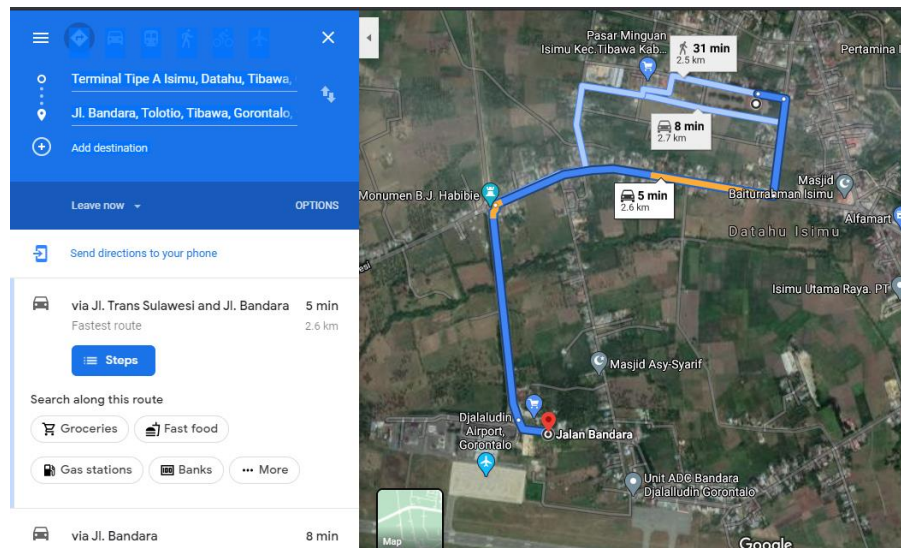 Terminal Tipe A Isimu, Datahu, Tibawa,
Jl. Bandara, Tolotio, Tibawa, Gorontalo,
Add destination
Leave now
OPTIONS
Send directions to your phone
via Jl. Trans Sulawesi and Jl. Bandara 5 min
Fastest route 2.6 km
Steps
Search along this route
Groceries
Fast food
Gas stations
Banks
More
via Jl. Bandara 8 min
Pasar Minguan
Isimu Kec.Tibawa Kab...
31 min
2.5 km
Pertamina I
8 min
2.7 km
Monumen B.J. Habibie
5 min
2.6 km
Masjid
Baiturrahman Isimu
Alfamart
Datahu Isimu
Isimu Utama Raya. PT
Masjid Asy-Syarif
Djalaludin
Airport,
Gorontalo
Jalan Bandara
Unit ADC Bandara
Djalalludin Gorontalo
Map
Google